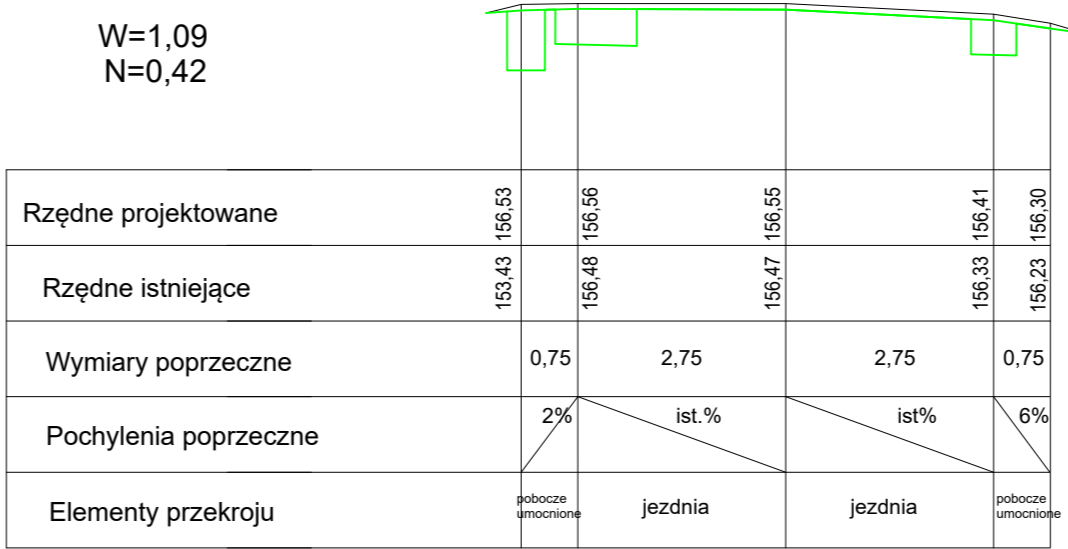 W=1,09
N=0,42
Rzędne projektowane 156,53 156,56 156,55 156,41 156,30
Rzędne istniejące 153,43 156,48 156,47 156,33 156,23
Wymiary poprzeczne 0,75 2,75 2,75 0,75
Pochylenia poprzeczne 2% ist.% ist% 6%
Elementy przekroju pobocze umocnione jezdnia jezdnia pobocze umocnione